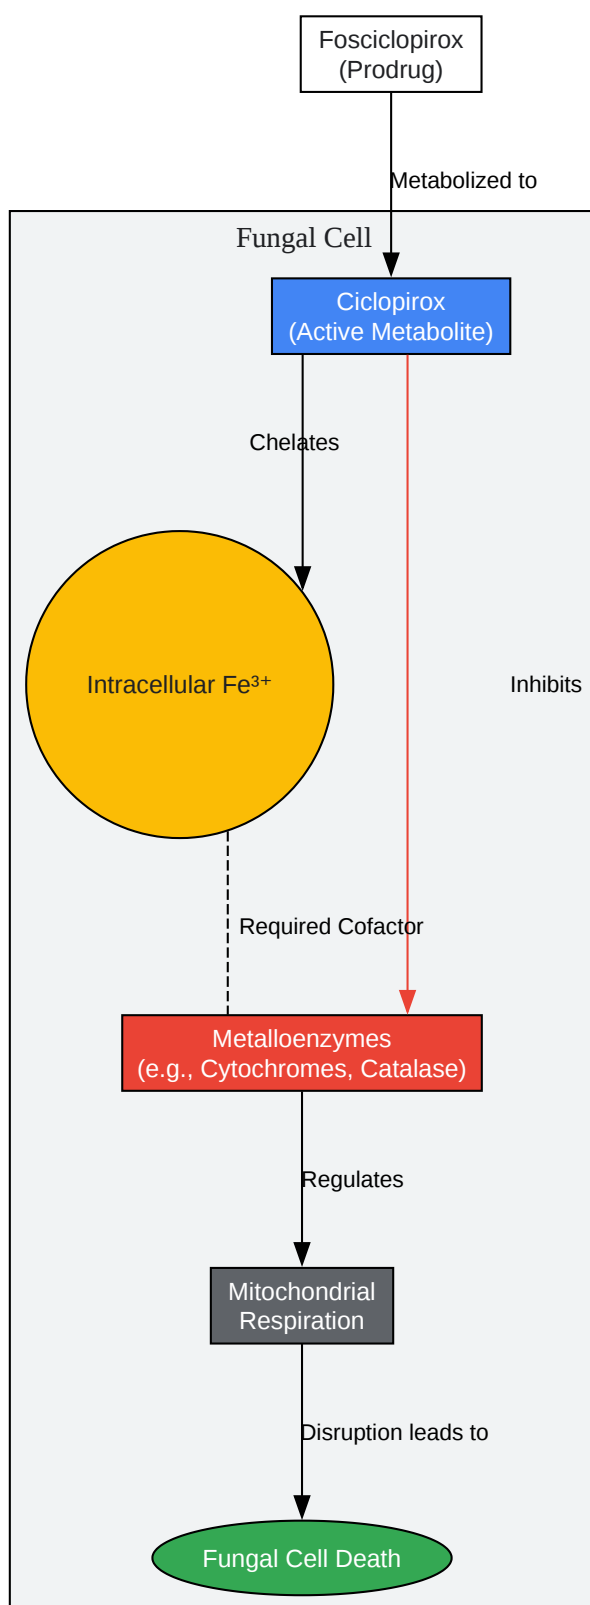 Fosciclopirox
(Prodrug)
Metabolized to
Fungal Cell
Ciclopirox
(Active Metabolite)
Chelates
Intracellular Fe³⁺
Inhibits
Required Cofactor
Metalloenzymes
(e.g., Cytochromes, Catalase)
Regulates
Mitochondrial
Respiration
Disruption leads to
Fungal Cell Death